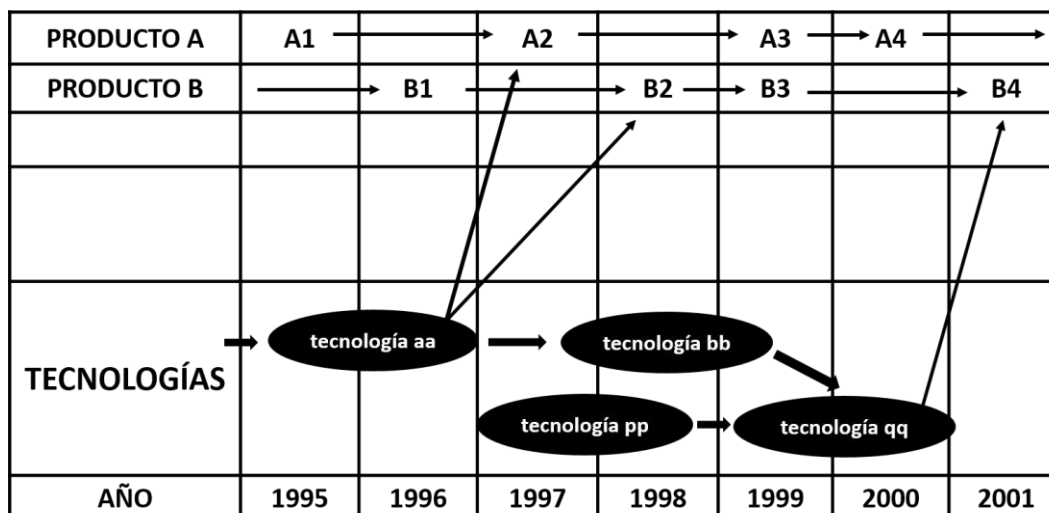 PRODUCTO A A1 A2 A3 A4
PRODUCTO B B1 B2 B3 B4
tecnología aa tecnología bb
TECNOLOGÍAS
tecnología pp tecnología qq
AÑO 1995 1996 1997 1998 1999 2000 2001